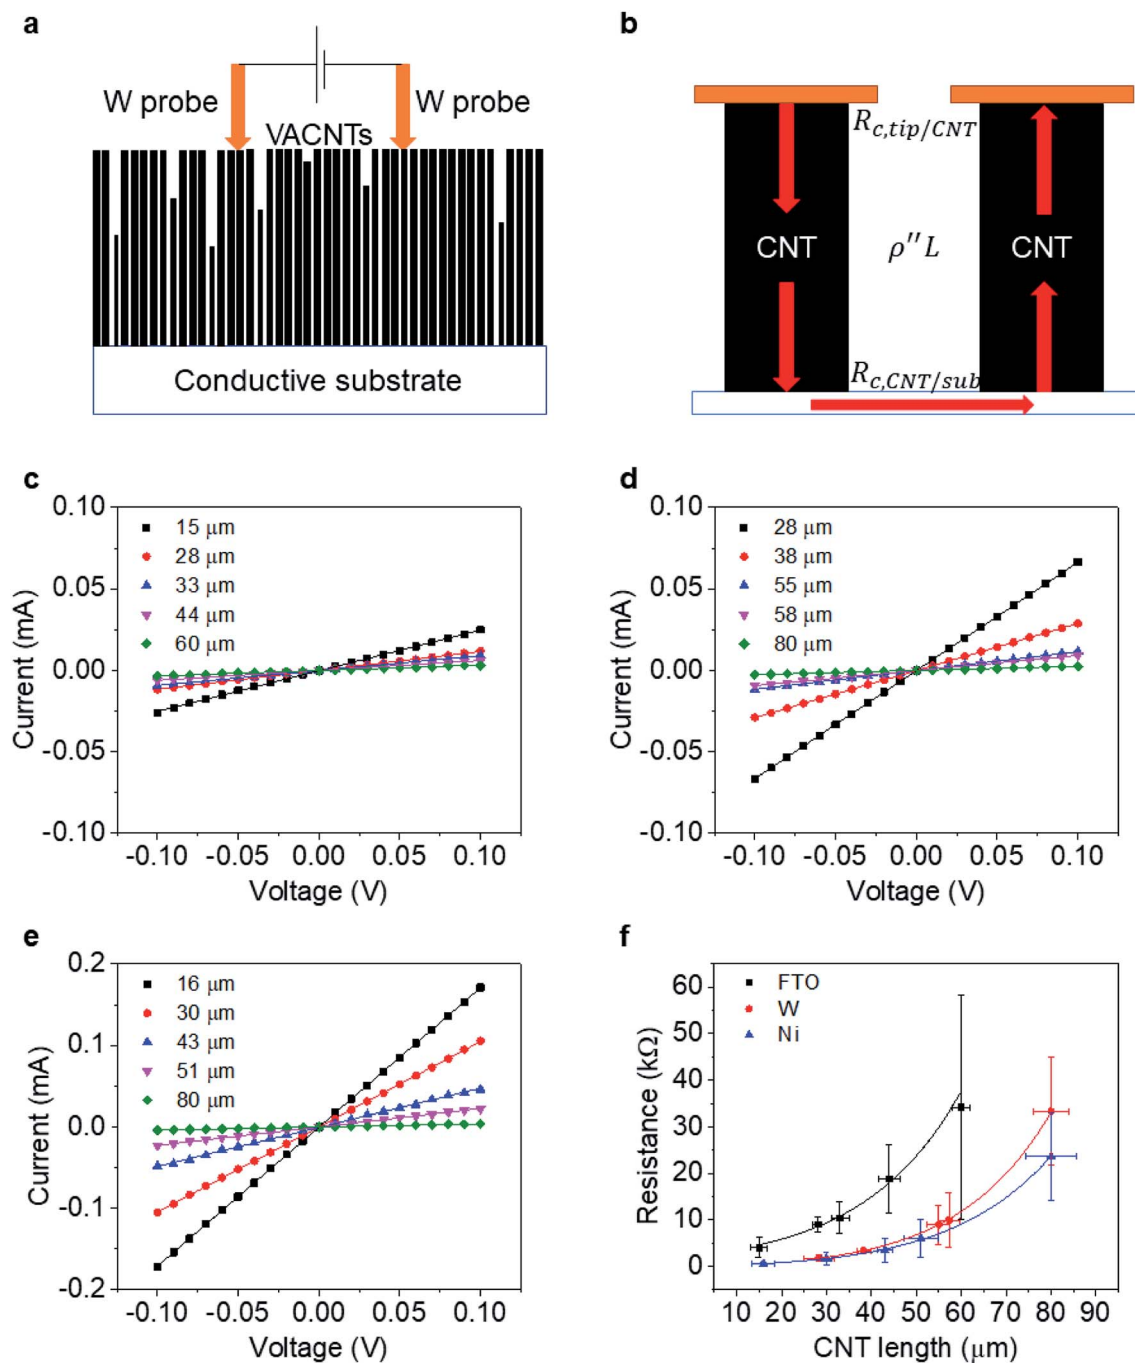 a
W probe
W probe
VACNTs
Conductive substrate
b
R_{c,tip/CNT}
CNT
ρ''L
CNT
R_{c,CNT/sub}
c
0.10
0.05
0.00
-0.05
-0.10
Current (mA)
15 μm
28 μm
33 μm
44 μm
60 μm
-0.10 -0.05 0.00 0.05 0.10
Voltage (V)
d
0.10
0.05
0.00
-0.05
-0.10
Current (mA)
28 μm
38 μm
55 μm
58 μm
80 μm
-0.10 -0.05 0.00 0.05 0.10
Voltage (V)
e
0.2
0.1
0.0
-0.1
-0.2
Current (mA)
16 μm
30 μm
43 μm
51 μm
80 μm
-0.10 -0.05 0.00 0.05 0.10
Voltage (V)
f
60
50
40
30
20
10
0
Resistance (kΩ)
FTO
W
Ni
10 20 30 40 50 60 70 80 90
CNT length (μm)